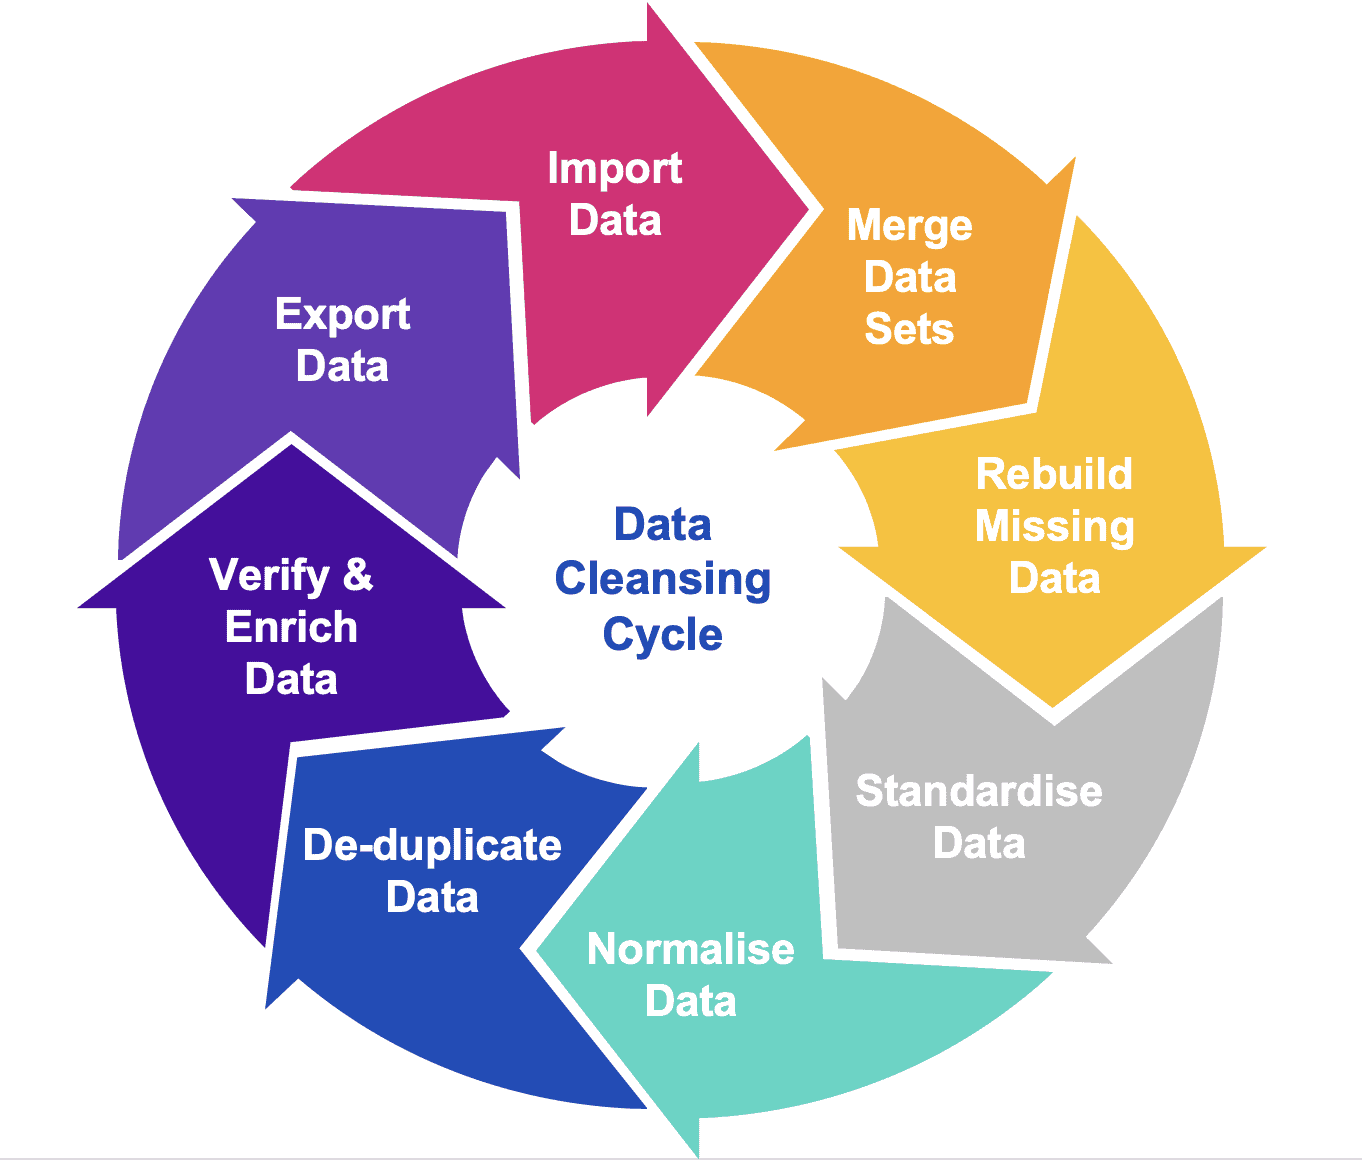 Import
Data
Merge
Data
Sets
Rebuild
Missing
Data
Standardise
Data
Normalise
Data
De-duplicate
Data
Verify &
Enrich
Data
Export
Data
Data
Cleansing
Cycle